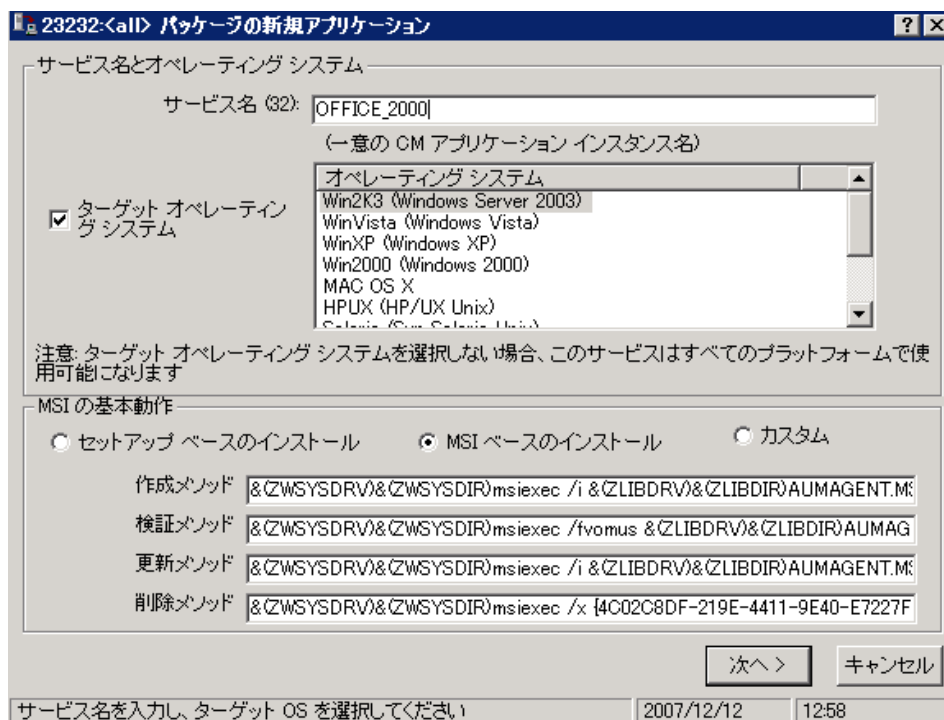 23232:<all> パッケージの新規アプリケーション
サービス名とオペレーティング システム
サービス名 (32): OFFICE_2000
(一意の CM アプリケーション インスタンス名)
ターゲット オペレーティン
グ システム
オペレーティング システム
Win2K3 (Windows Server 2003)
WinVista (Windows Vista)
WinXP (Windows XP)
Win2000 (Windows 2000)
MAC OS X
HPUX (HP/UX Unix)
Solaris (Sun Solaris Unix)
注意: ターゲット オペレーティング システムを選択しない場合、このサービスはすべてのプラットフォームで使
用可能になります
MSI の基本動作
セットアップ ベースのインストール MSI ベースのインストール カスタム
作成メソッド &(ZWSYSDRV)&(ZWSYSDIR)msiexec /i &(ZLIBDRV)&(ZLIBDIR)AUMAGENT.MS
検証メソッド &(ZWSYSDRV)&(ZWSYSDIR)msiexec /fvomus &(ZLIBDRV)&(ZLIBDIR)AUMAG
更新メソッド &(ZWSYSDRV)&(ZWSYSDIR)msiexec /i &(ZLIBDRV)&(ZLIBDIR)AUMAGENT.MS
削除メソッド &(ZWSYSDRV)&(ZWSYSDIR)msiexec /x {4C02C8DF-219E-4411-9E40-E7227F
次へ > キャンセル
サービス名を入力し、ターゲット OS を選択してください 2007/12/12 12:58